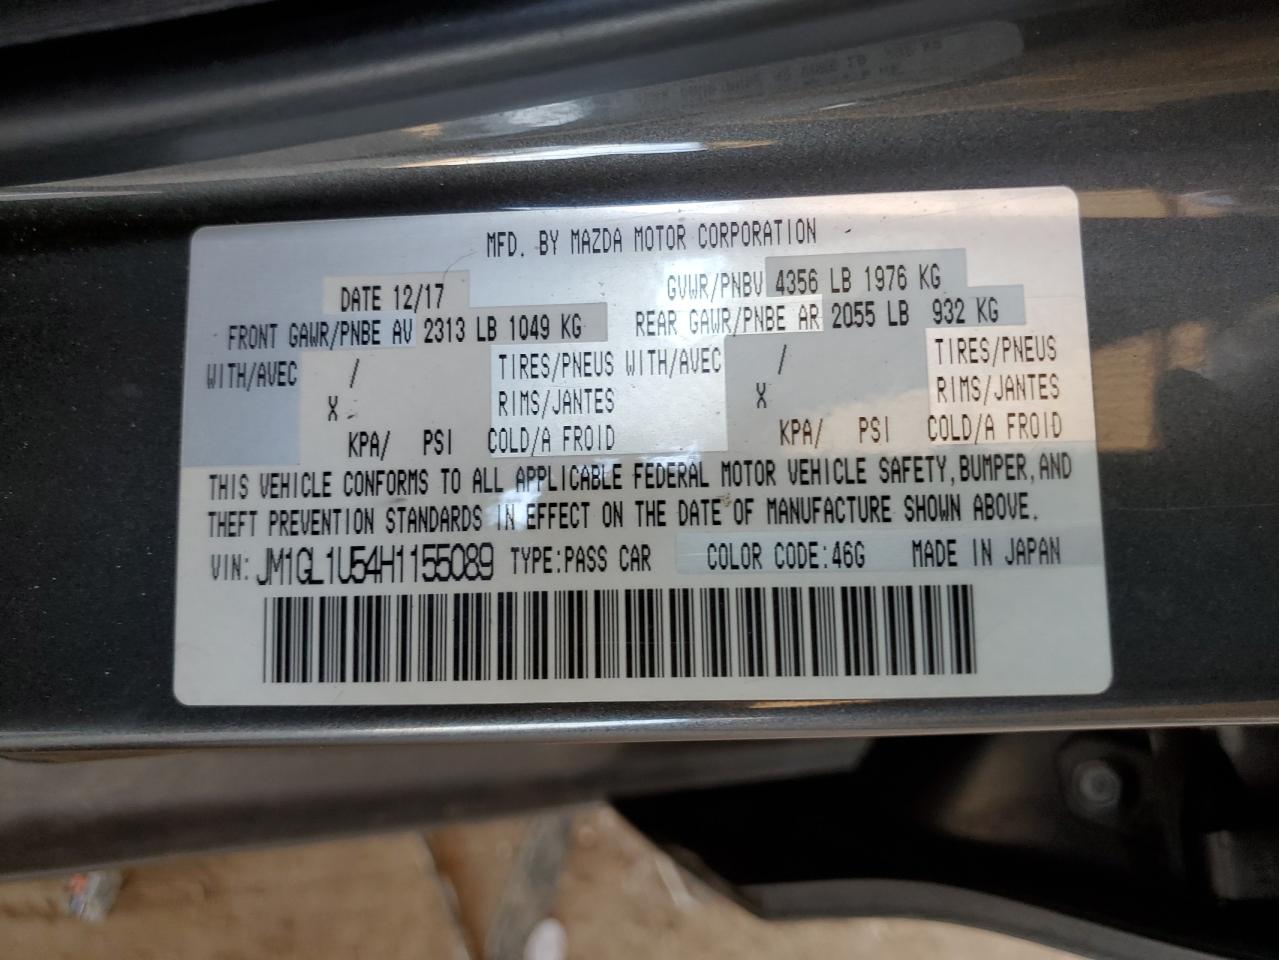 MFD. BY MAZDA MOTOR CORPORATION
DATE 12/17 GVWR/PNBV 4356 LB 1976 KG
FRONT GAWR/PNBE AV 2313 LB 1049 KG REAR GAWR/PNBE AR 2055 LB 932 KG
WITH/AVEC / TIRES/PNEUS WITH/AVEC / TIRES/PNEUS
X RIMS/JANTES X RIMS/JANTES
KPA/ PSI COLD/A FROID KPA/ PSI COLD/A FROID
THIS VEHICLE CONFORMS TO ALL APPLICABLE FEDERAL MOTOR VEHICLE SAFETY, BUMPER, AND
THEFT PREVENTION STANDARDS IN EFFECT ON THE DATE OF MANUFACTURE SHOWN ABOVE.
VIN: JM1GL1U54H1155089 TYPE:PASS CAR COLOR CODE:46G MADE IN JAPAN